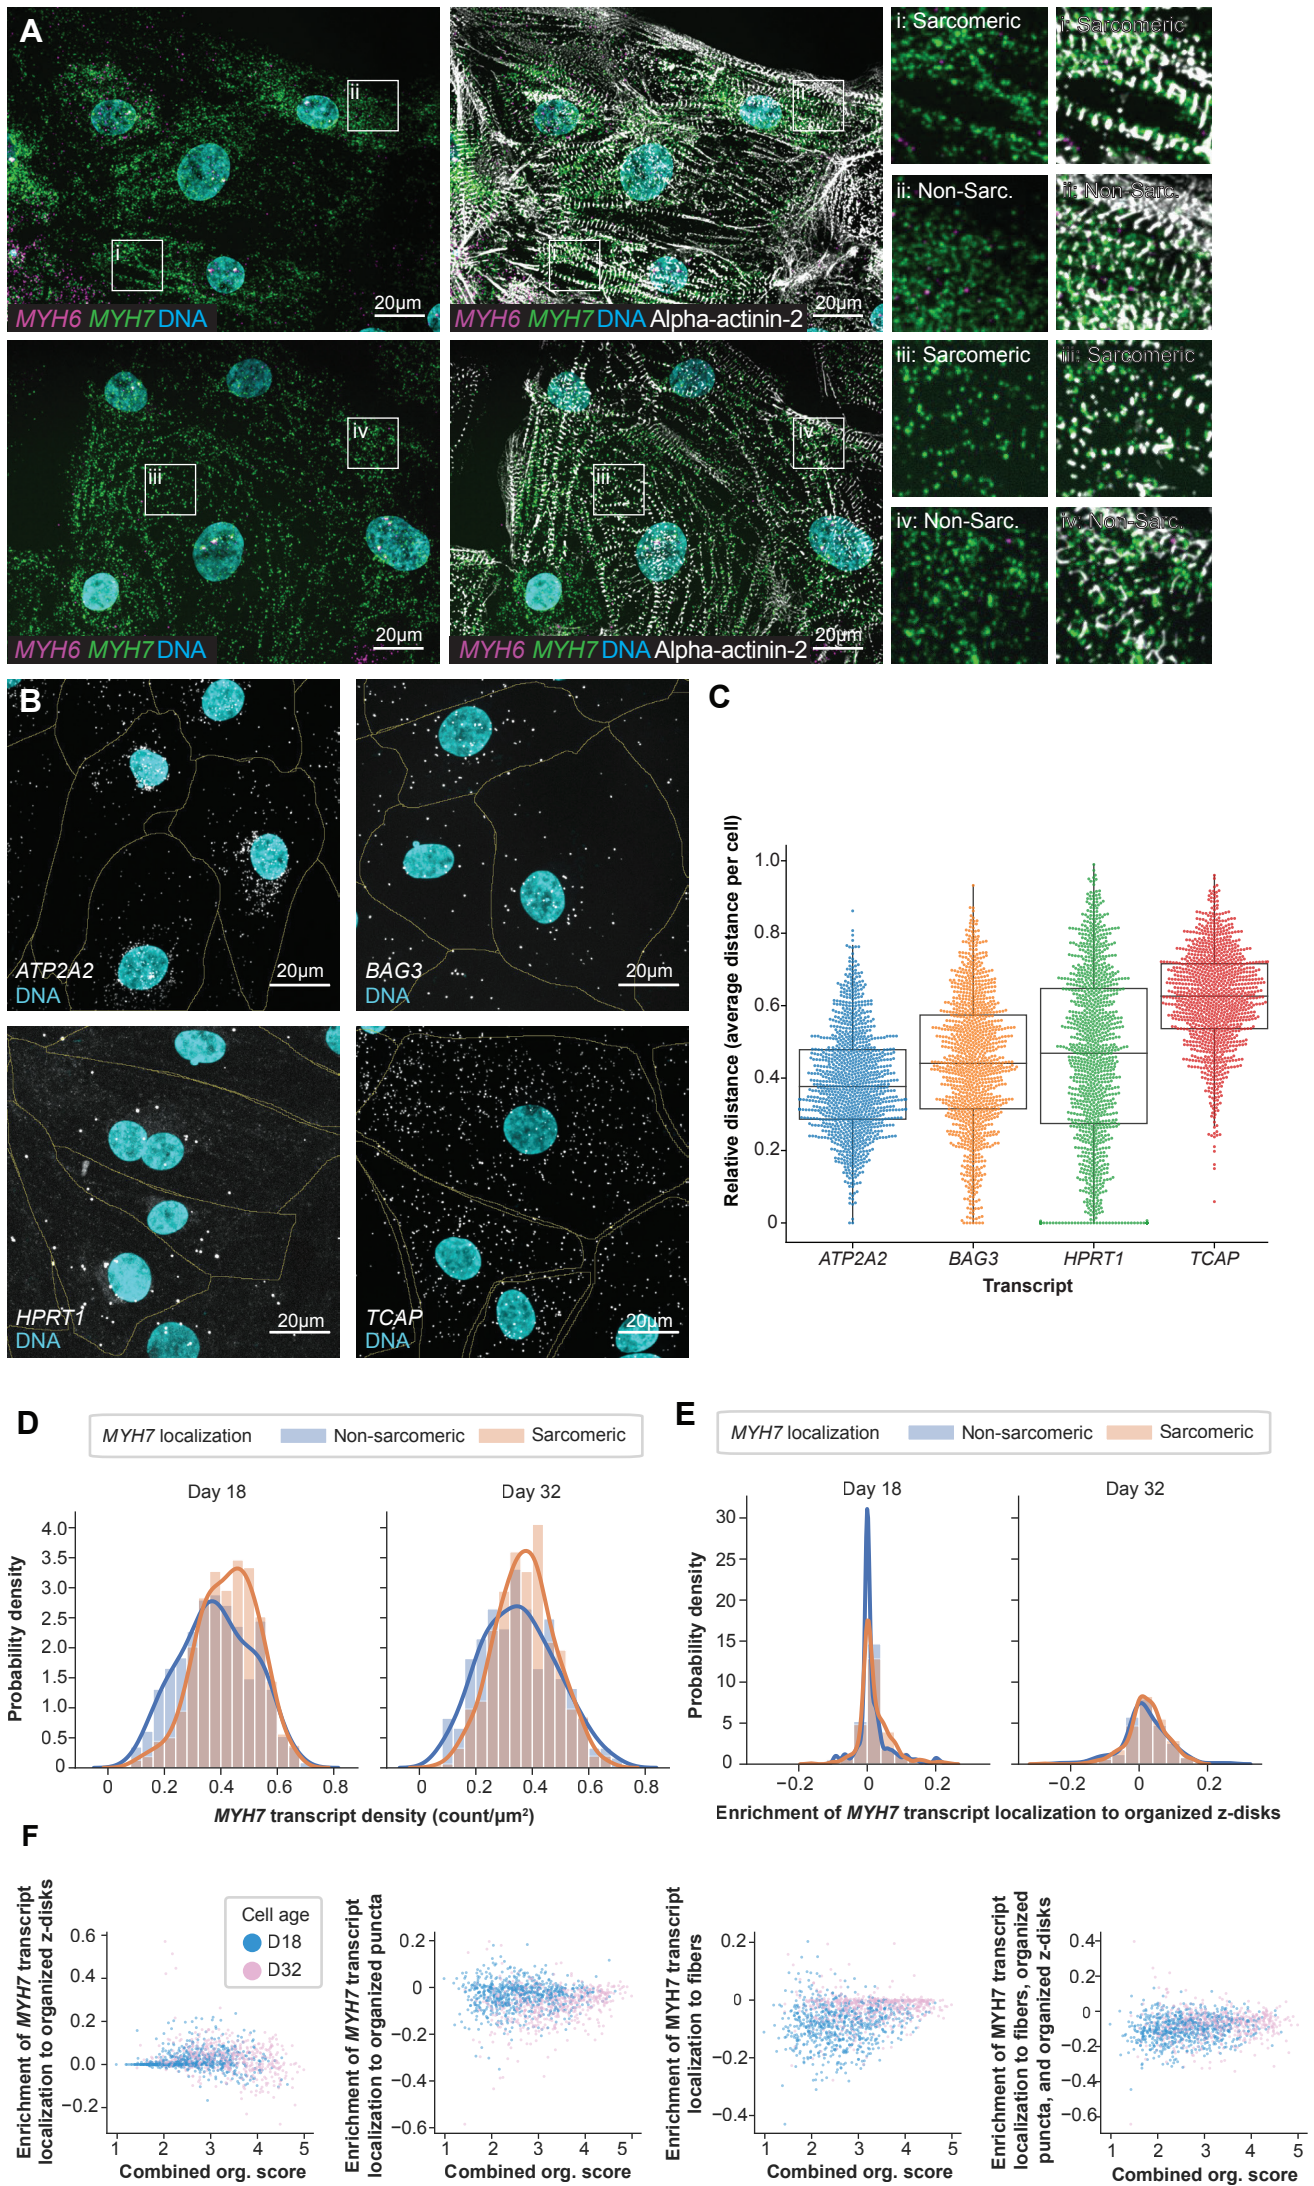 A
ii
i
MYH6 MYH7 DNA
20µm
ii
i
MYH6 MYH7 DNA Alpha-actinin-2
20µm
i: Sarcomeric
i: Sarcomeric
ii: Non-Sarc.
ii: Non-Sarc.
iv
iii
MYH6 MYH7 DNA
20µm
iv
iii
MYH6 MYH7 DNA Alpha-actinin-2
20µm
iii: Sarcomeric
iii: Sarcomeric
iv: Non-Sarc.
iv: Non-Sarc.
B
ATP2A2
DNA
20µm
BAG3
DNA
20µm
HPRT1
DNA
20µm
TCAP
DNA
20µm
C
Relative distance (average distance per cell)
1.0
0.8
0.6
0.4
0.2
0
ATP2A2 BAG3 HPRT1 TCAP
Transcript
D
MYH7 localization Non-sarcomeric Sarcomeric
Day 18
Day 32
Probability density
4.0
3.5
3.0
2.5
2.0
1.5
1.0
0.5
0
0 0.2 0.4 0.6 0.8
0 0.2 0.4 0.6 0.8
MYH7 transcript density (count/µm²)
E
MYH7 localization Non-sarcomeric Sarcomeric
Day 18
Day 32
Probability density
30
25
20
15
10
5
0
−0.2 0 0.2
−0.2 0 0.2
Enrichment of MYH7 transcript localization to organized z-disks
F
Enrichment of MYH7 transcript
localization to organized z-disks
0.6
0.4
0.2
0.0
−0.2
Cell age
D18
D32
1 2 3 4 5
Combined org. score
Enrichment of MYH7 transcript
localization to organized puncta
0.2
0
−0.2
−0.4
−0.6
1 2 3 4 5
Combined org. score
Enrichment of MYH7 transcript
localization to fibers
0.2
0
−0.2
−0.4
1 2 3 4 5
Combined org. score
Enrichment of MYH7 transcript
localization to fibers, organized
puncta, and organized z-disks
0.4
0.2
0
−0.2
−0.4
−0.6
1 2 3 4 5
Combined org. score